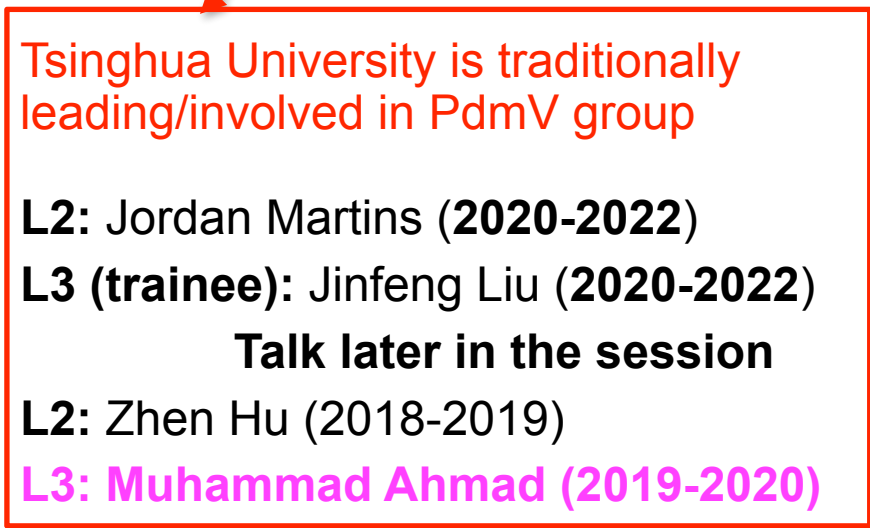 Tsinghua University is traditionally
leading/involved in PdmV group
L2: Jordan Martins (2020-2022)
L3 (trainee): Jinfeng Liu (2020-2022)
Talk later in the session
L2: Zhen Hu (2018-2019)
L3: Muhammad Ahmad (2019-2020)